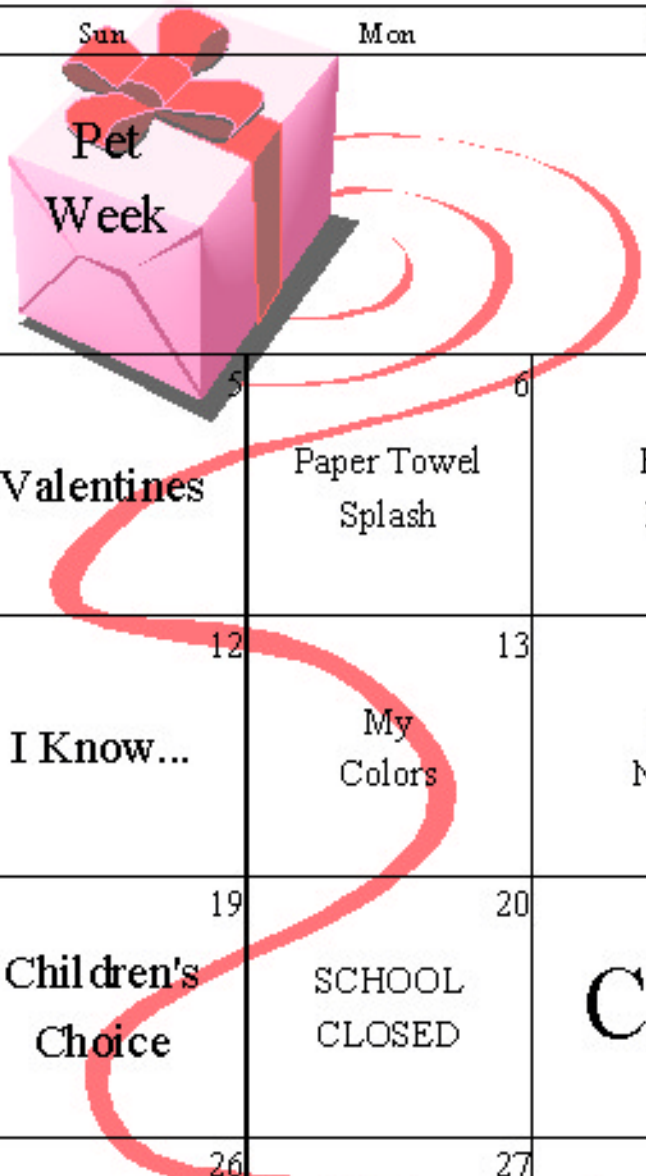 Sun Mon
Pet
Week
5 6
Valentines
Paper Towel
Splash
12 13
I Know...
My
Colors
19 20
Children's
Choice
SCHOOL
CLOSED
C
26 27